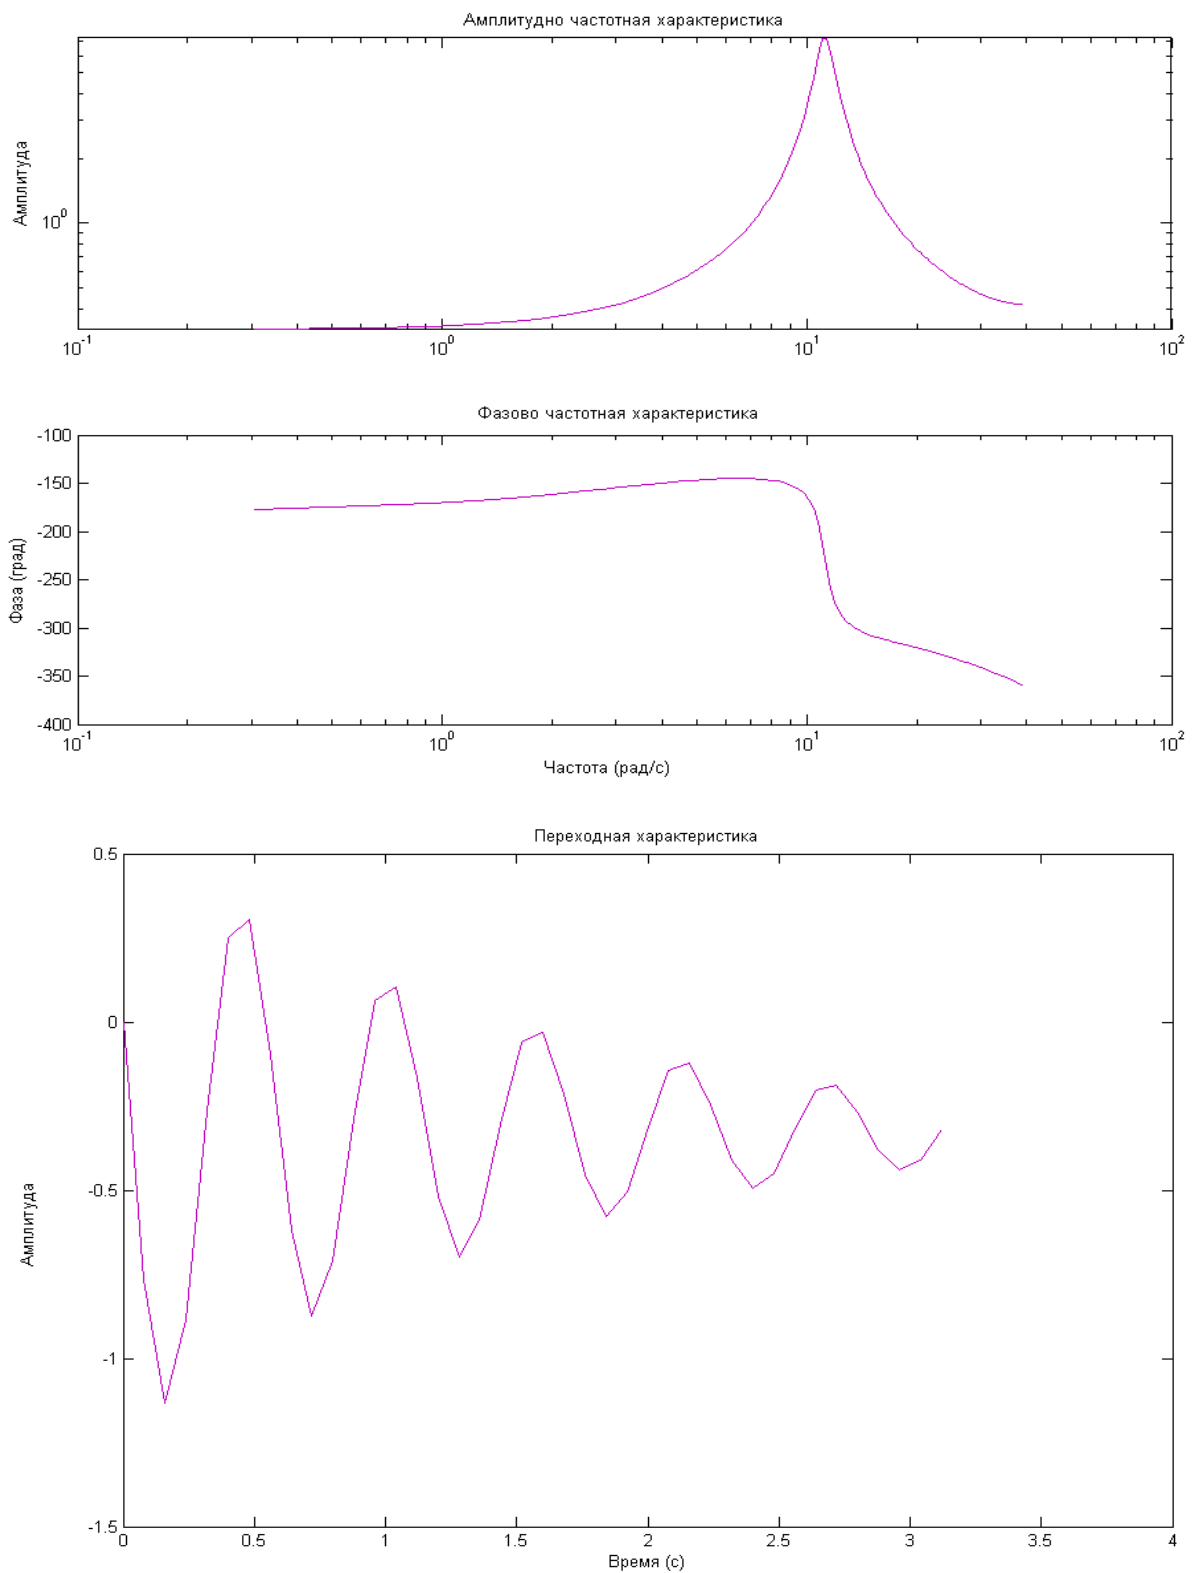 Амплитудно частотная характеристика
Амплитуда
10^0
10^-1 10^0 10^1 10^2
Фазово частотная характеристика
Фаза (град)
-100
-150
-200
-250
-300
-350
-400
10^-1 10^0 10^1 10^2
Частота (рад/с)
Переходная характеристика
Амплитуда
0.5
0
-0.5
-1
-1.5
0 0.5 1 1.5 2 2.5 3 3.5 4
Время (с)